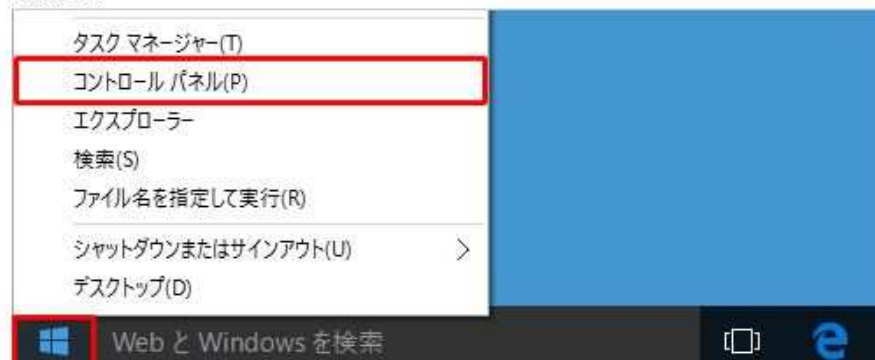 タスク マネージャー(T)
コントロール パネル(P)
エクスプローラー
検索(S)
ファイル名を指定して実行(R)
シャットダウンまたはサインアウト(U)
デスクトップ(D)
Web と Windows を検索